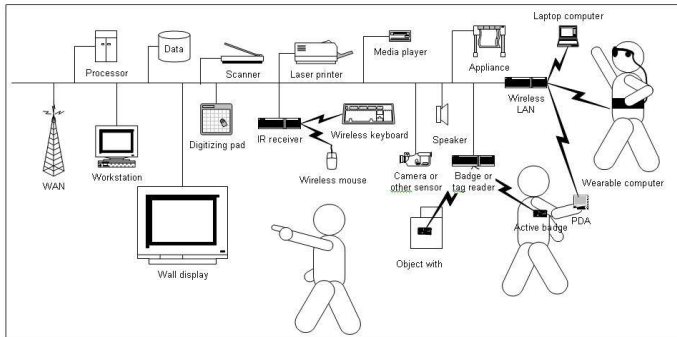 Processor
Data
Scanner
Laser printer
Media player
Appliance
Laptop computer
WAN
Workstation
Digitizing pad
IR receiver
Wireless keyboard
Wireless mouse
Speaker
Camera or
other sensor
Badge or
tag reader
Wireless
LAN
Wearable computer
PDA
Active badge
Object with
Wall display